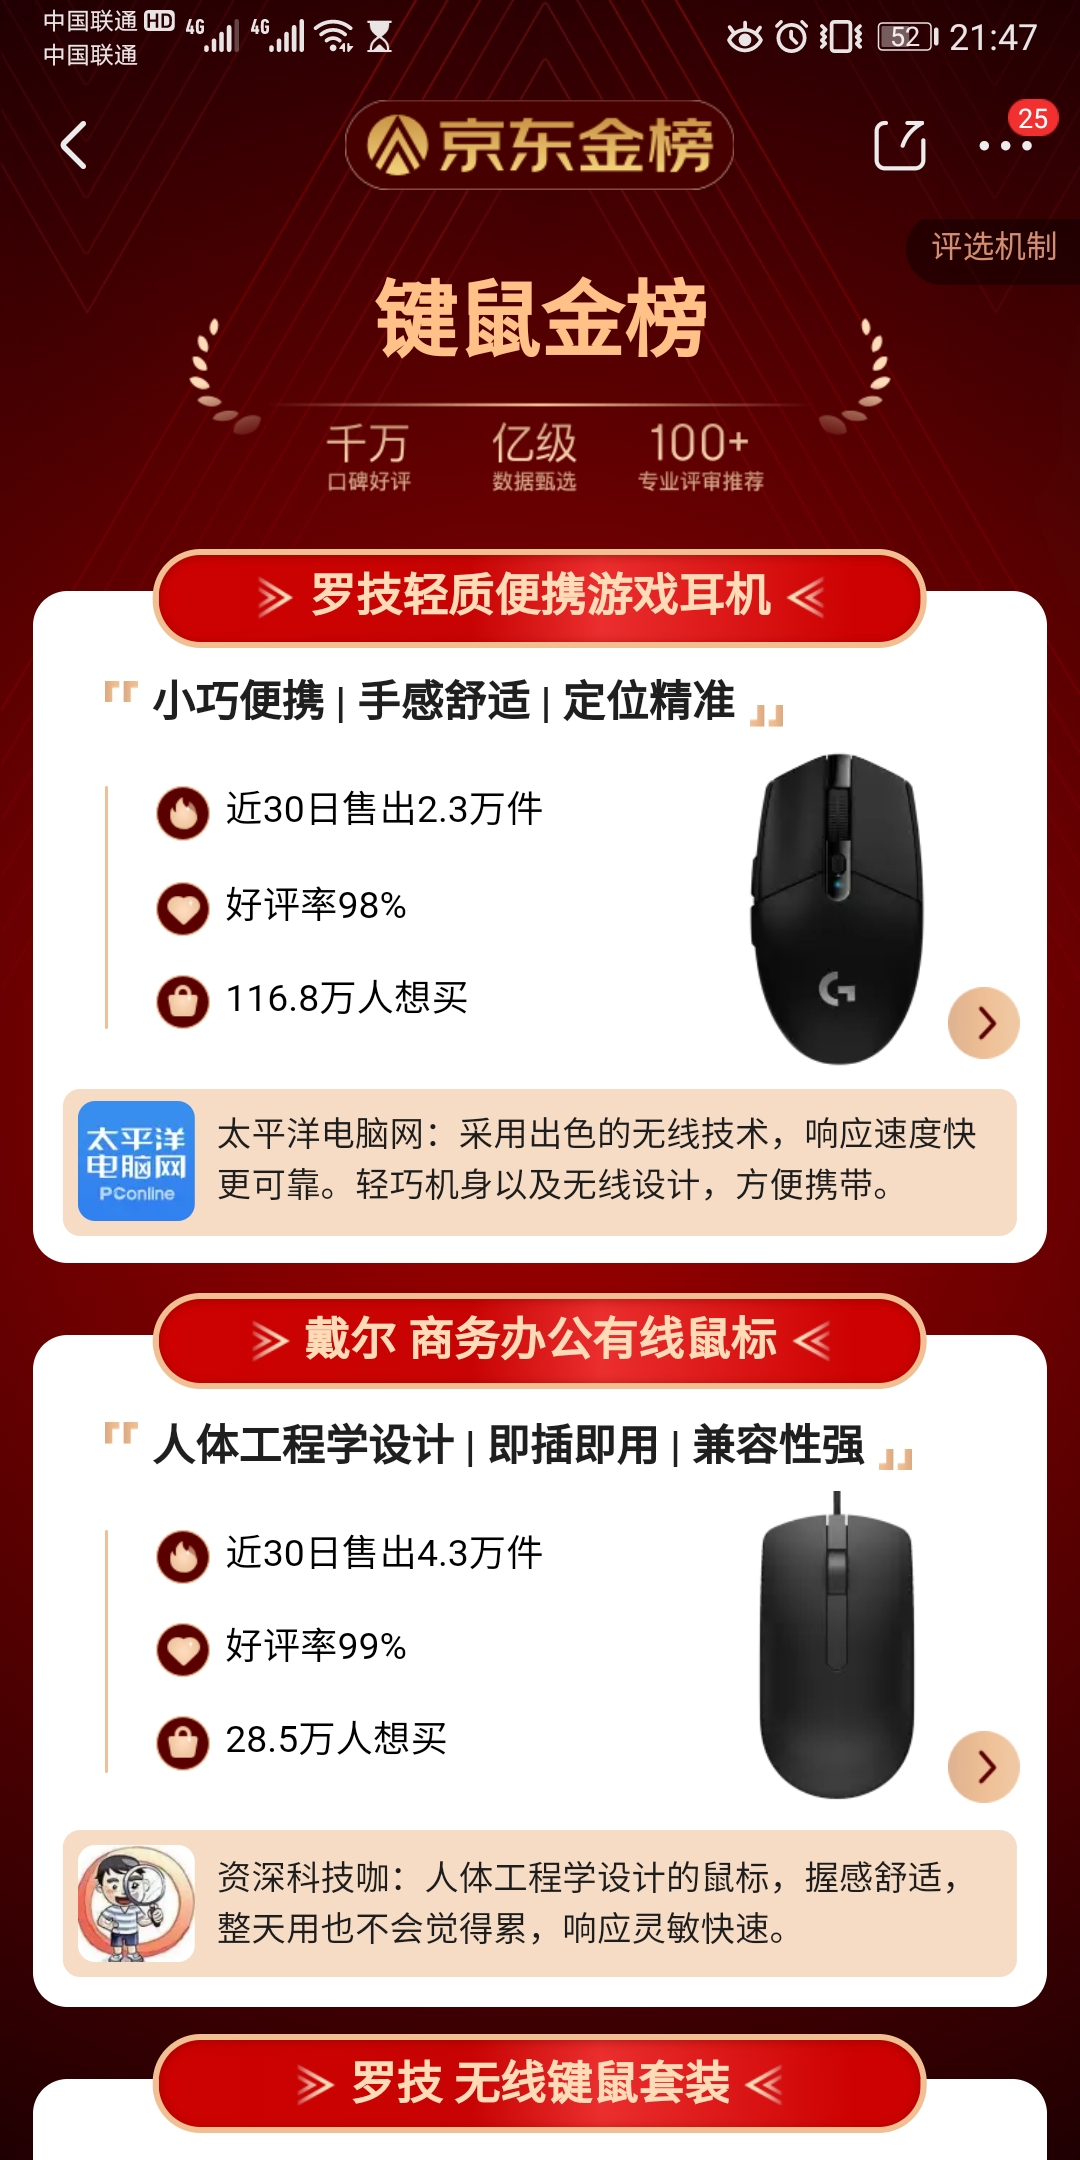 中国联通 HD 4G 4G 52 21:47
中国联通
京东金榜
25
评选机制
键鼠金榜
千万 亿级 100+
口碑好评 数据甄选 专业评审推荐
罗技轻质便携游戏耳机
小巧便携 | 手感舒适 | 定位精准
近30日售出2.3万件
好评率98%
116.8万人想买
G
太平洋
电脑网
PConline
太平洋电脑网：采用出色的无线技术，响应速度快
更可靠。轻巧机身以及无线设计，方便携带。
戴尔 商务办公有线鼠标
人体工程学设计 | 即插即用 | 兼容性强
近30日售出4.3万件
好评率99%
28.5万人想买
资深科技咖：人体工程学设计的鼠标，握感舒适，
整天用也不会觉得累，响应灵敏快速。
罗技 无线键鼠套装